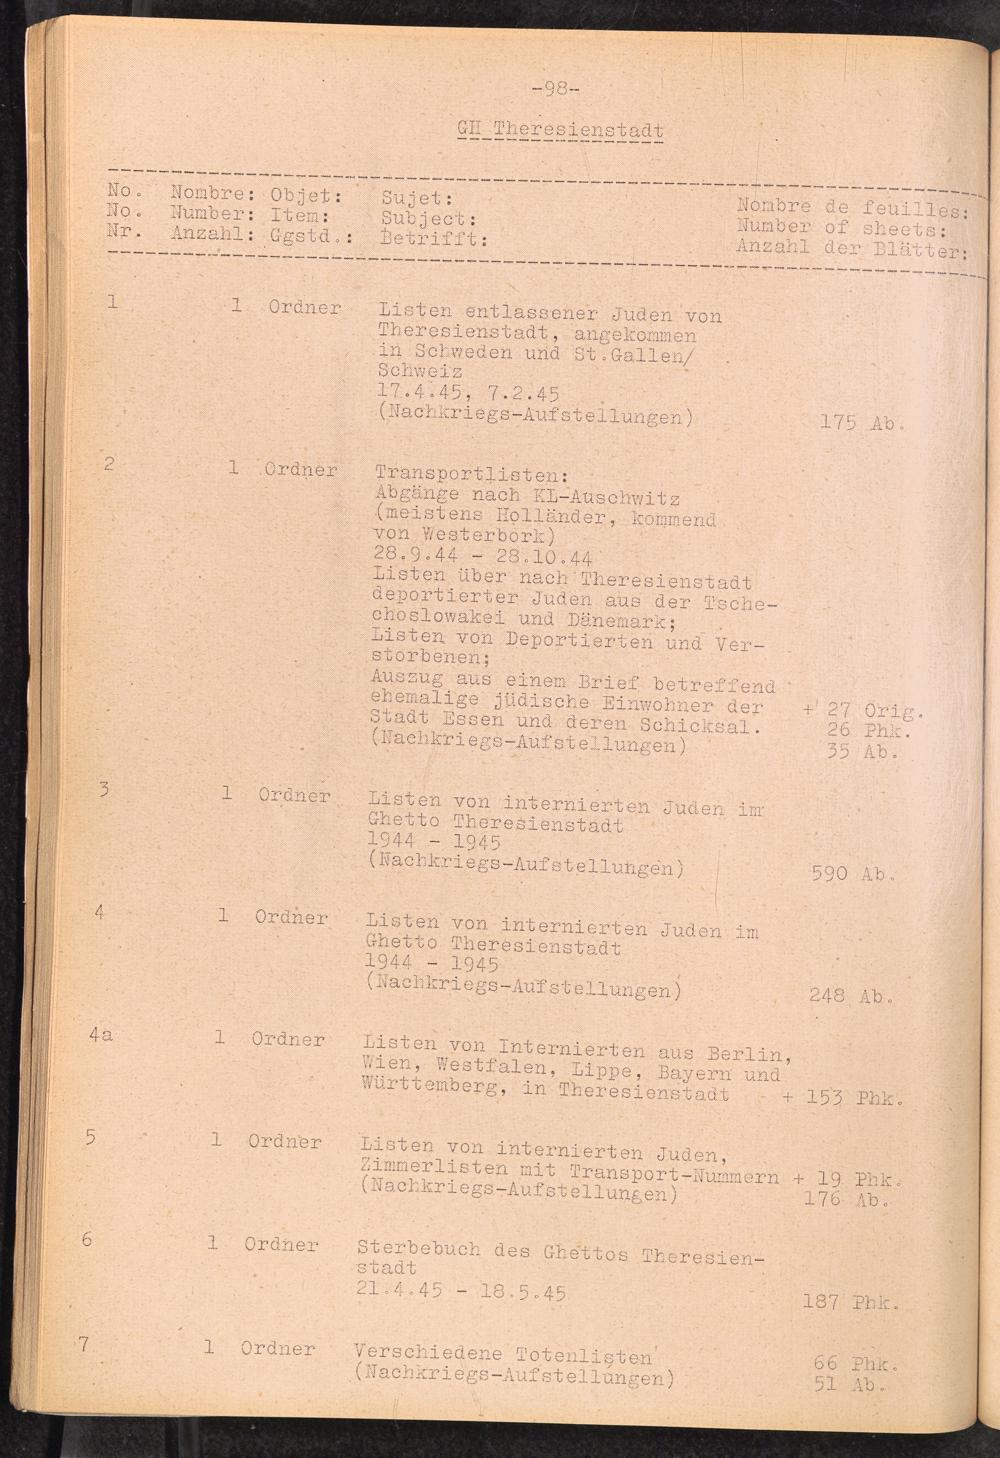 -98-
GH Theresienstadt
No. Nombre: Objet: Sujet: Nombre de feuilles:
No. Number: Item: Subject: Number of sheets:
Nr. Anzahl: Ggstd.: Betrifft: Anzahl der Blätter:
1 1 Ordner Listen entlassener Juden von
Theresienstadt, angekommen
in Schweden und St.Gallen/
Schweiz
17.4.45, 7.2.45
(Nachkriegs-Aufstellungen) 175 Ab.
2 1 Ordner Transportlisten:
Abgänge nach KL-Auschwitz
(meistens Holländer, kommend
von Westerbork)
28.9.44 - 28.10.44
Listen über nach Theresienstadt
deportierter Juden aus der Tsche-
choslowakei und Dänemark;
Listen von Deportierten und Ver-
storbenen;
Auszug aus einem Brief betreffend
ehemalige jüdische Einwohner der + 27 Orig.
Stadt Essen und deren Schicksal. 26 Phk.
(Nachkriegs-Aufstellungen) 35 Ab.
3 1 Ordner Listen von internierten Juden im
Ghetto Theresienstadt
1944 - 1945
(Nachkriegs-Aufstellungen) 590 Ab.
4 1 Ordner Listen von internierten Juden im
Ghetto Theresienstadt
1944 - 1945
(Nachkriegs-Aufstellungen) 248 Ab.
4a 1 Ordner Listen von Internierten aus Berlin,
Wien, Westfalen, Lippe, Bayern und
Württemberg, in Theresienstadt + 153 Phk.
5 1 Ordner Listen von internierten Juden,
Zimmerlisten mit Transport-Nummern + 19 Phk.
(Nachkriegs-Aufstellungen) 176 Ab.
6 1 Ordner Sterbebuch des Ghettos Theresien-
stadt
21.4.45 - 18.5.45 187 Phk.
7 1 Ordner Verschiedene Totenlisten 66 Phk.
(Nachkriegs-Aufstellungen) 51 Ab.